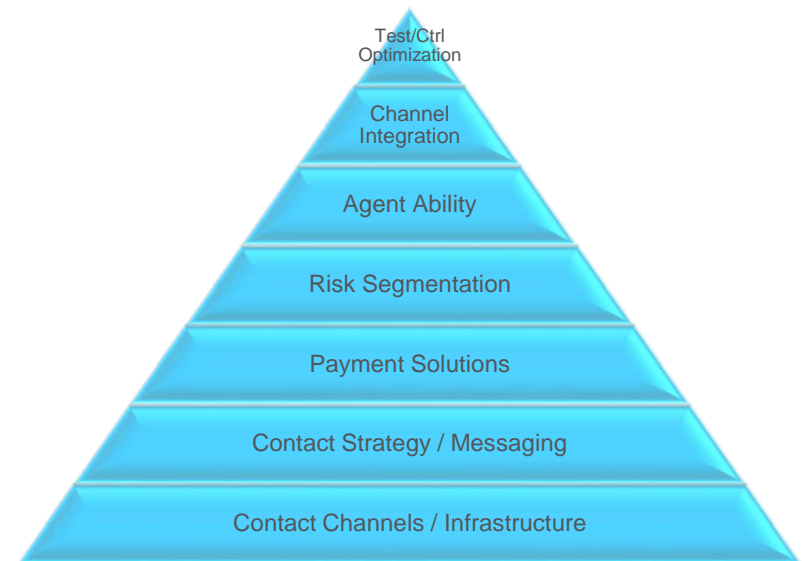 Test/Ctrl
Optimization
Channel
Integration
Agent Ability
Risk Segmentation
Payment Solutions
Contact Strategy / Messaging
Contact Channels / Infrastructure